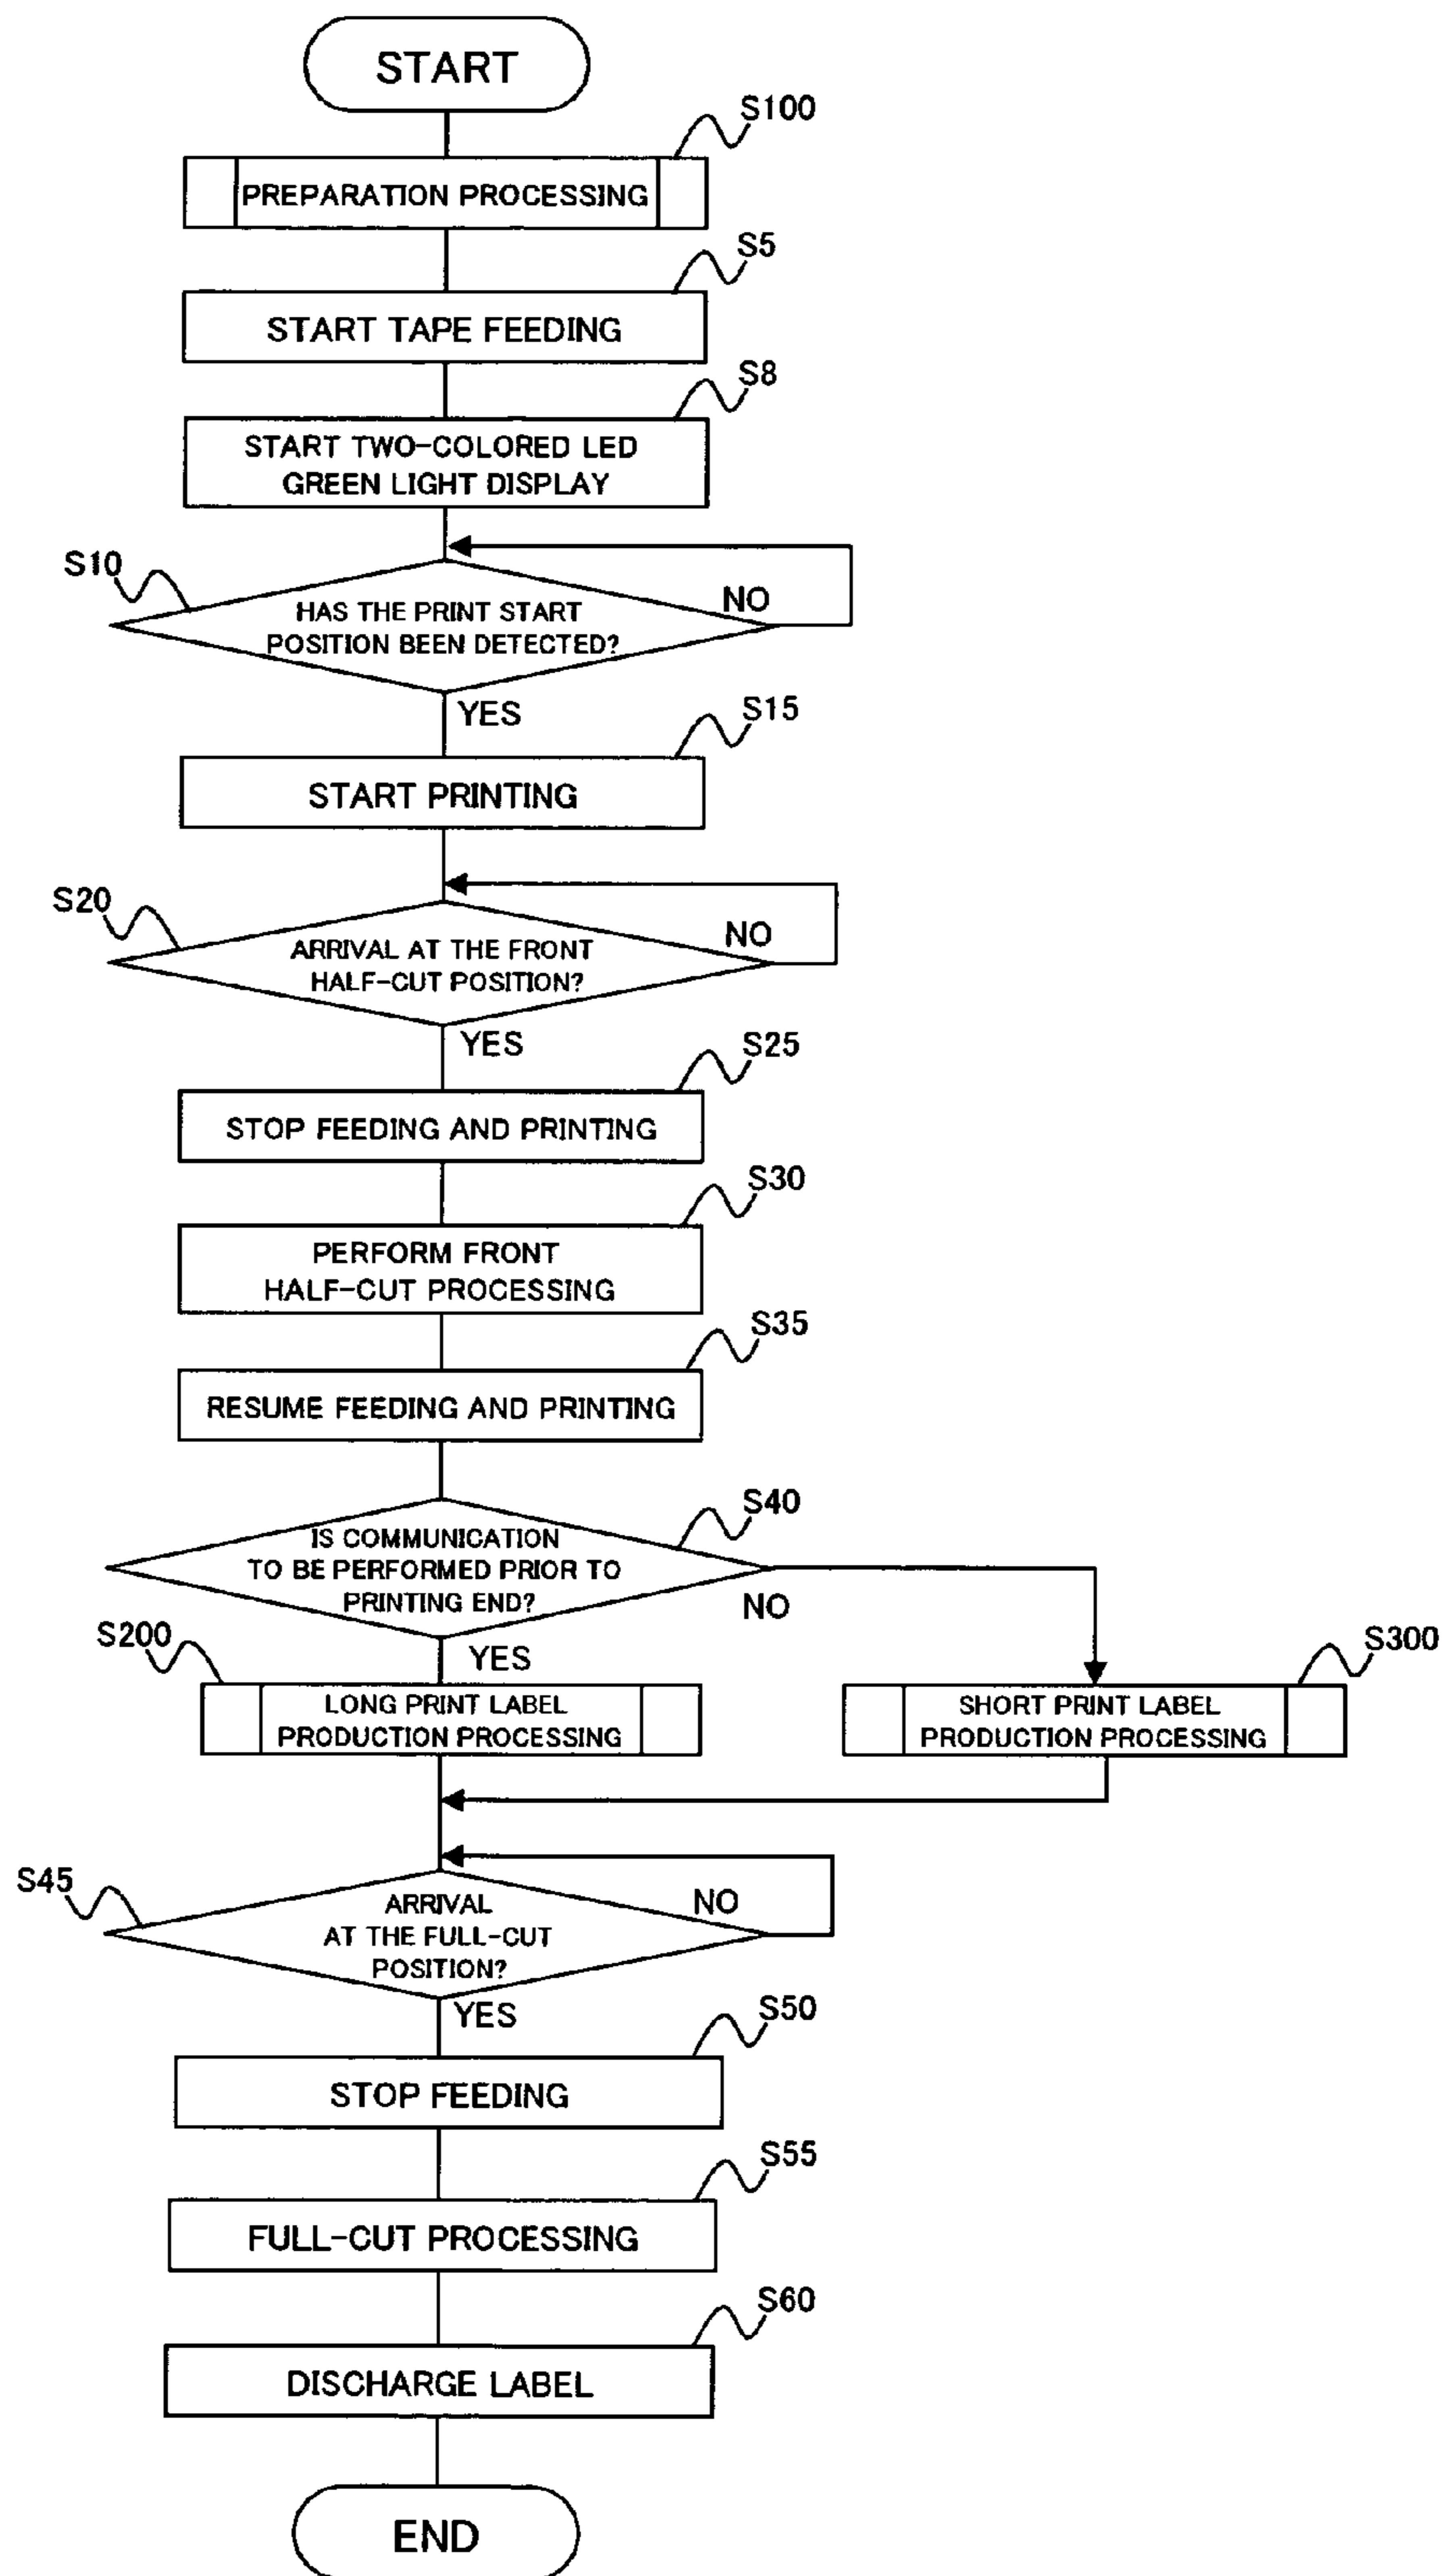 START
S100
PREPARATION PROCESSING
S5
START TAPE FEEDING
S8
START TWO-COLORED LED
GREEN LIGHT DISPLAY
S10
HAS THE PRINT START
POSITION BEEN DETECTED?
NO
YES
S15
START PRINTING
S20
ARRIVAL AT THE FRONT
HALF-CUT POSITION?
NO
YES
S25
STOP FEEDING AND PRINTING
S30
PERFORM FRONT
HALF-CUT PROCESSING
S35
RESUME FEEDING AND PRINTING
S40
IS COMMUNICATION
TO BE PERFORMED PRIOR TO
PRINTING END?
NO
YES
S200
LONG PRINT LABEL
PRODUCTION PROCESSING
S300
SHORT PRINT LABEL
PRODUCTION PROCESSING
S45
ARRIVAL
AT THE FULL-CUT
POSITION?
NO
YES
S50
STOP FEEDING
S55
FULL-CUT PROCESSING
S60
DISCHARGE LABEL
END